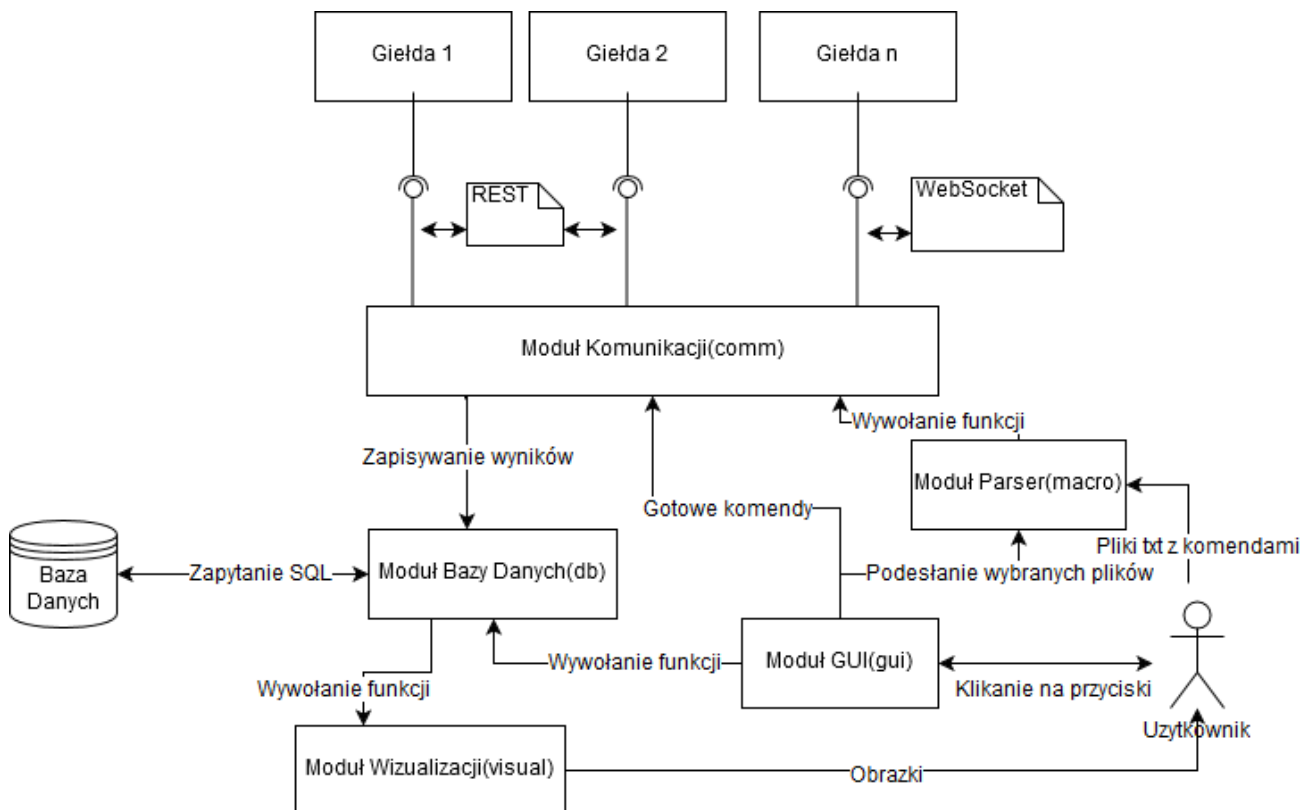 Giełda 1
Giełda 2
Giełda n
REST
WebSocket
Moduł Komunikacji(comm)
Wywołanie funkcji
Zapisywanie wyników
Moduł Parser(macro)
Gotowe komendy
Pliki txt z komendami
Baza
Danych
Zapytanie SQL
Moduł Bazy Danych(db)
Podesłanie wybranych plików
Wywołanie funkcji
Moduł GUI(gui)
Klikanie na przyciski
Wywołanie funkcji
Uzytkownik
Moduł Wizualizacji(visual)
Obrazki